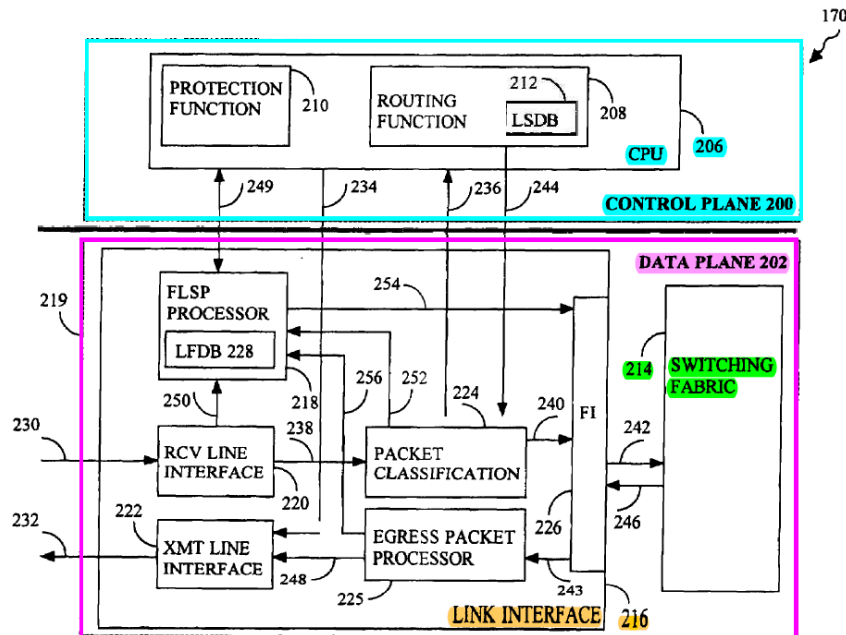 170
PROTECTION
FUNCTION
210
ROUTING
FUNCTION
212
LSDB
208
CPU
206
249
234
236
244
CONTROL PLANE 200
DATA PLANE 202
219
FLSP
PROCESSOR
LFDB 228
254
218
256
252
224
250
214
SWITCHING
FABRIC
FI
230
RCV LINE
INTERFACE
220
238
PACKET
CLASSIFICATION
240
242
246
226
232
222
XMT LINE
INTERFACE
248
EGRESS PACKET
PROCESSOR
225
243
LINK INTERFACE
216